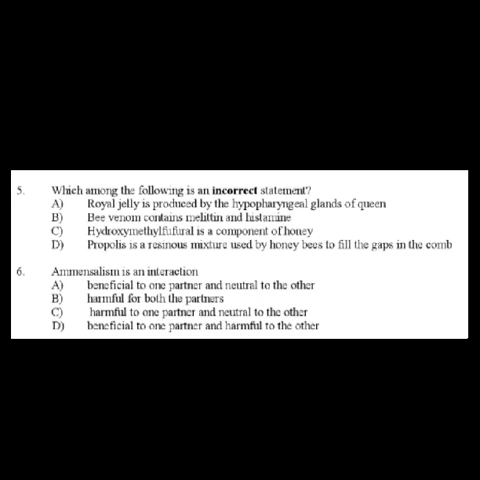 5. Which among the following is an incorrect statement?
A) Royal jelly is produced by the hypopharyngeal glands of queen
B) Bee venom contains melittin and histamine
C) Hydroxymethylfufural is a component of honey
D) Propolis is a resinous mixture used by honey bees to fill the gaps in the comb
6. Ammensalism is an interaction
A) beneficial to one partner and neutral to the other
B) harmful for both the partners
C) harmful to one partner and neutral to the other
D) beneficial to one partner and harmful to the other